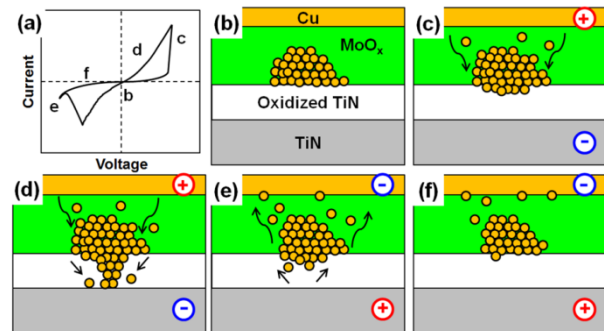 (a)
d
c
f
b
e
Current
Voltage
(b)
Cu
MoOₓ
Oxidized TiN
TiN
(c)
+
−
(d)
+
−
(e)
−
+
(f)
−
+